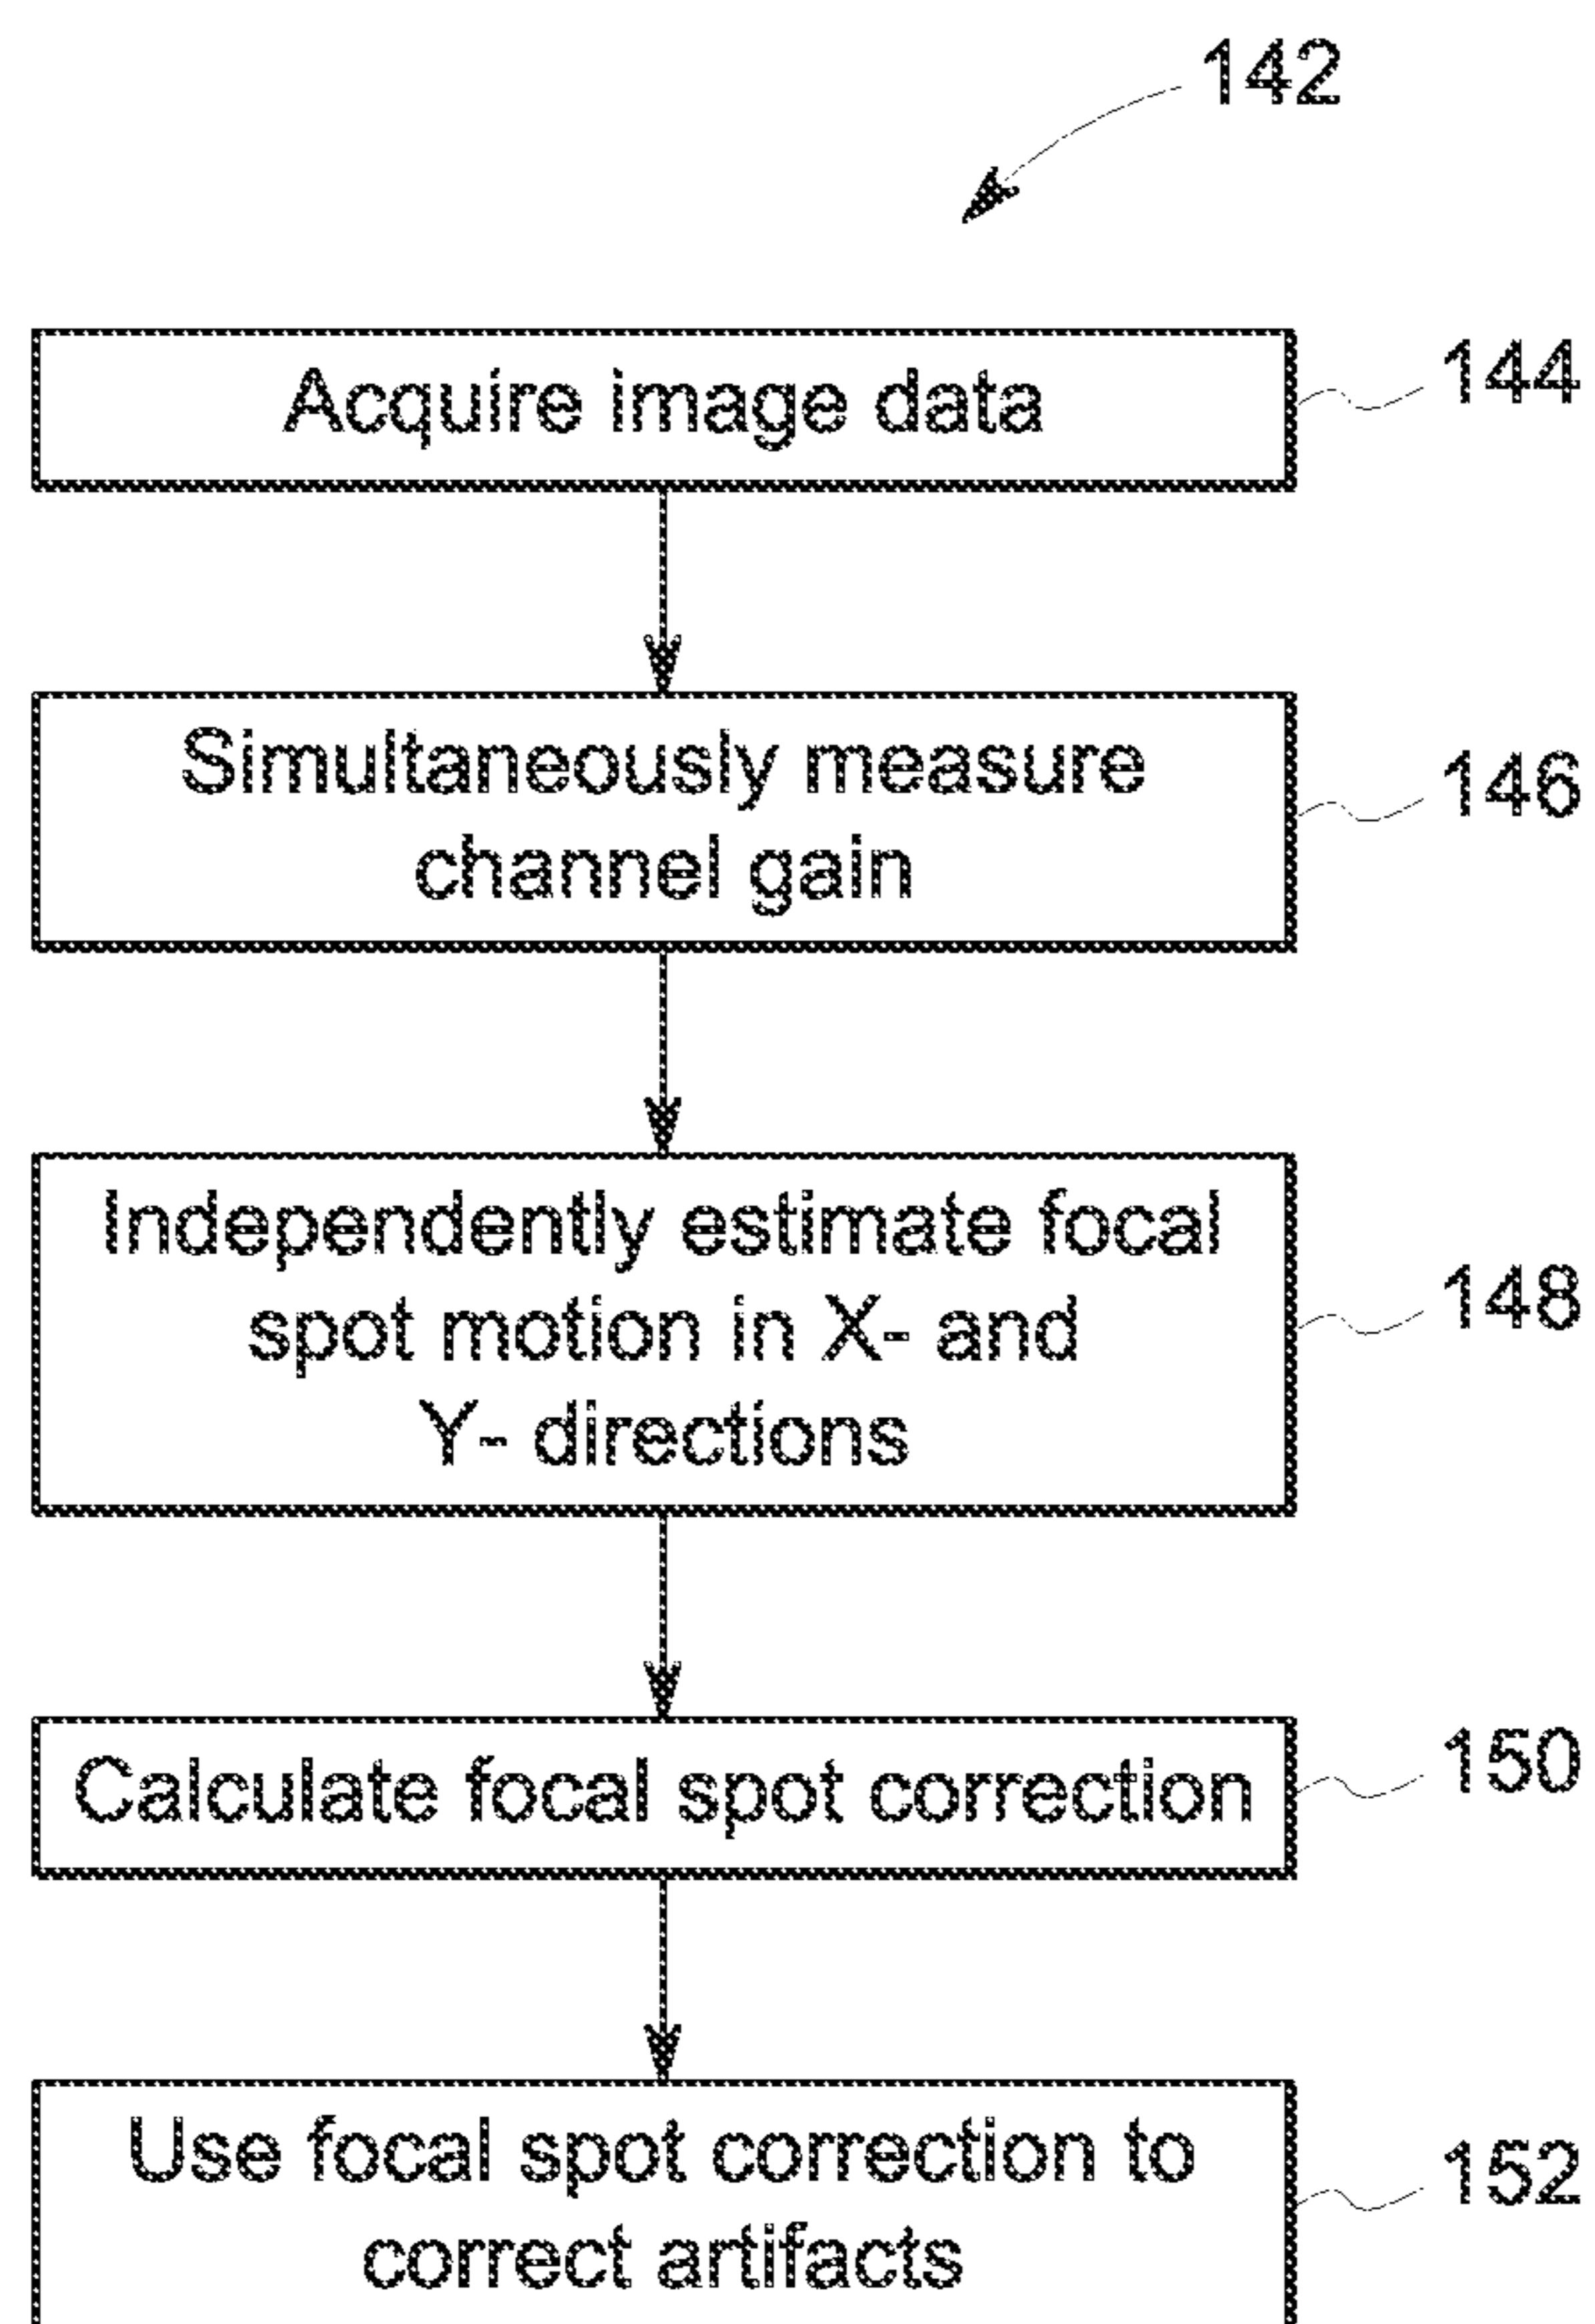 142
Acquire image data
144
Simultaneously measure
channel gain
146
Independently estimate focal
spot motion in X- and
Y- directions
148
Calculate focal spot correction
150
Use focal spot correction to
correct artifacts
152